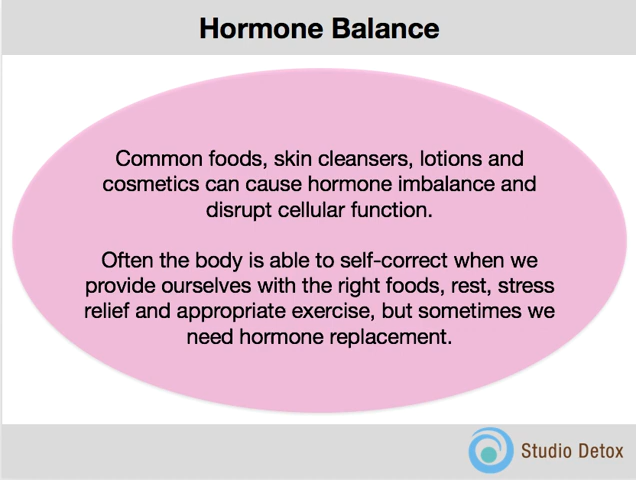 Hormone Balance
Common foods, skin cleansers, lotions and
cosmetics can cause hormone imbalance and
disrupt cellular function.
Often the body is able to self-correct when we
provide ourselves with the right foods, rest, stress
relief and appropriate exercise, but sometimes we
need hormone replacement.
Studio Detox